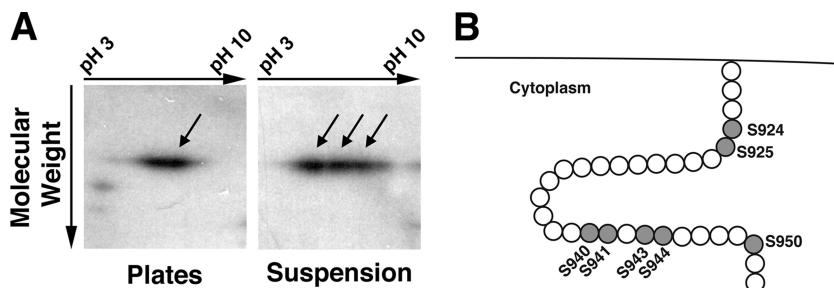 A
pH 3
pH 10
pH 3
pH 10
Molecular
Weight
Plates
Suspension
B
Cytoplasm
S924
S925
S940
S941
S943
S944
S950